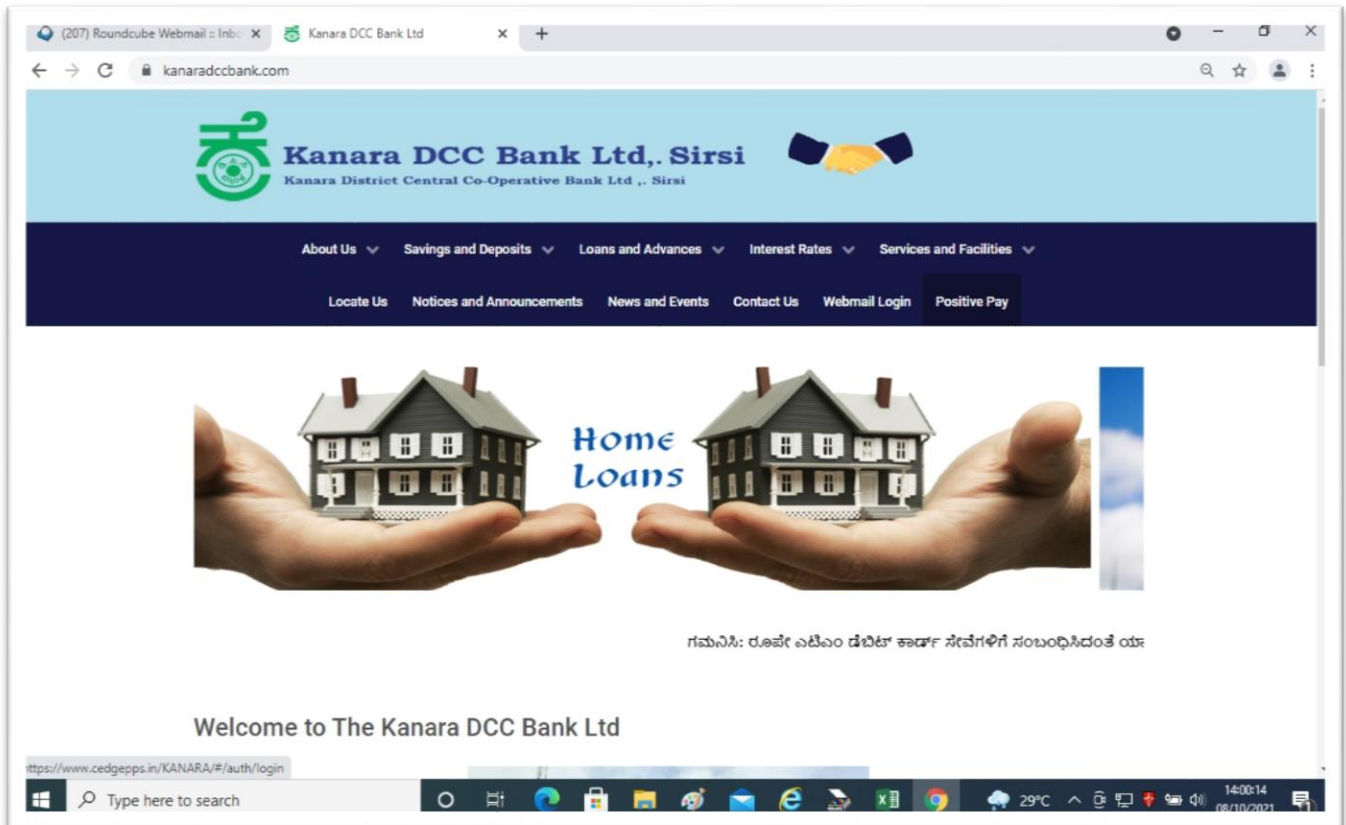 (207) Roundcube Webmail :: Inbo
Kanara DCC Bank Ltd
kanaradccbank.com
Kanara DCC Bank Ltd,. Sirsi
Kanara District Central Co-Operative Bank Ltd ,. Sirsi
About Us Savings and Deposits Loans and Advances Interest Rates Services and Facilities
Locate Us Notices and Announcements News and Events Contact Us Webmail Login Positive Pay
Home
Loans
ಗಮನಿಸಿ: ರೂಪೇ ಎಟಿಎಂ ಡೆಬಿಟ್ ಕಾರ್ಡ್ ಸೇವೆಗಳಿಗೆ ಸಂಬಂಧಿಸಿದಂತೆ ಯಾ
Welcome to The Kanara DCC Bank Ltd
ttps://www.cedgepps.in/KANARA/#/auth/login
Type here to search
29°C
14:00:14
08/10/2021